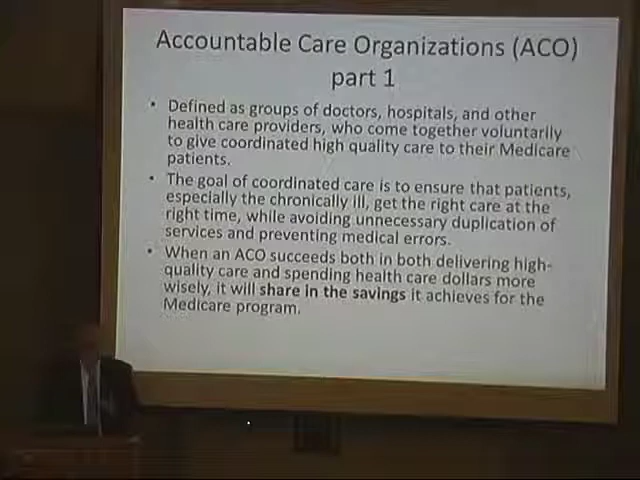 Accountable Care Organizations (ACO)
part 1
• Defined as groups of doctors, hospitals, and other
health care providers, who come together voluntarily
to give coordinated high quality care to their Medicare
patients.
• The goal of coordinated care is to ensure that patients,
especially the chronically ill, get the right care at the
right time, while avoiding unnecessary duplication of
services and preventing medical errors.
• When an ACO succeeds both in both delivering high-
quality care and spending health care dollars more
wisely, it will share in the savings it achieves for the
Medicare program.